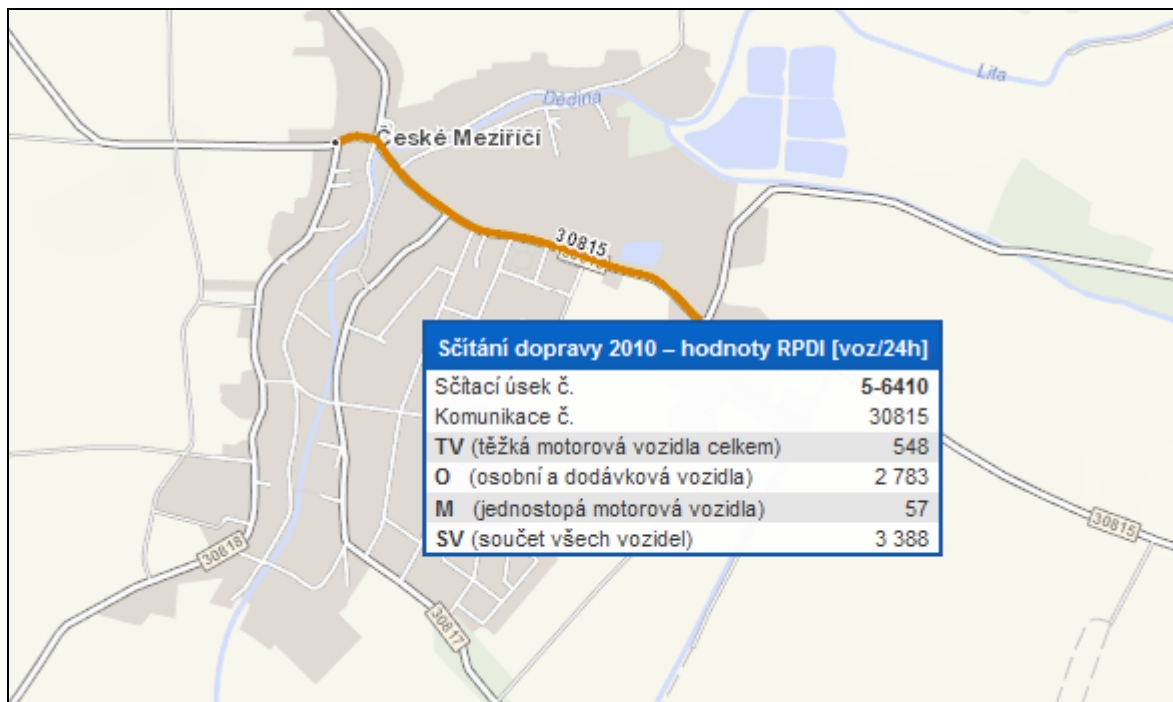 Lita
Dědina
České Meziříčí
30815
Sčítání dopravy 2010 – hodnoty RPDI [voz/24h]
Sčítací úsek č. 5-6410
Komunikace č. 30815
TV (těžká motorová vozidla celkem) 548
O (osobní a dodávková vozidla) 2 783
M (jednostopá motorová vozidla) 57
SV (součet všech vozidel) 3 388
30815
30818
30817